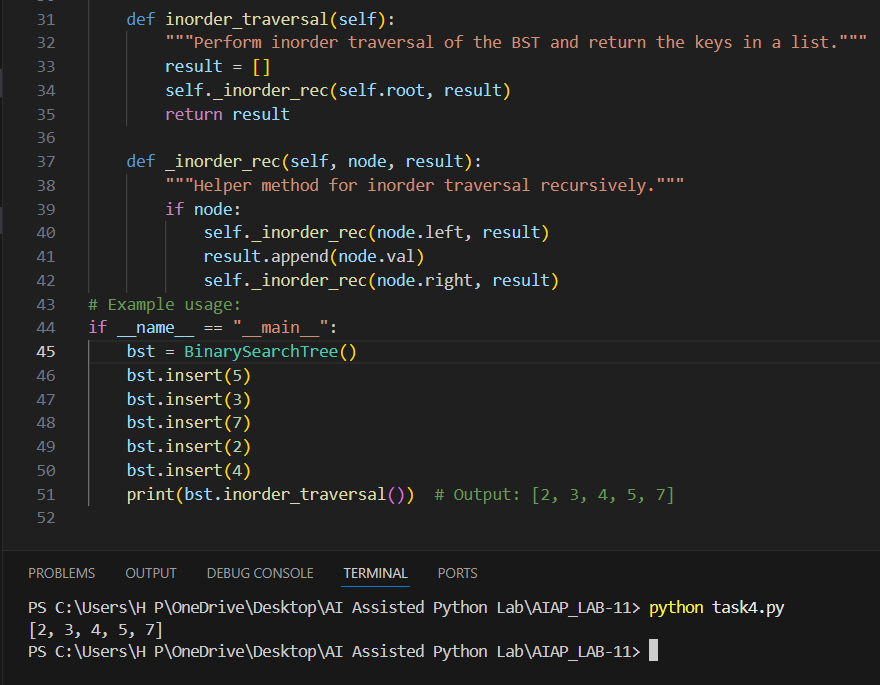 31 def inorder_traversal(self):
32 """Perform inorder traversal of the BST and return the keys in a list."""
33 result = []
34 self._inorder_rec(self.root, result)
35 return result
36
37 def _inorder_rec(self, node, result):
38 """Helper method for inorder traversal recursively."""
39 if node:
40 self._inorder_rec(node.left, result)
41 result.append(node.val)
42 self._inorder_rec(node.right, result)
43 # Example usage:
44 if __name__ == "__main__":
45 bst = BinarySearchTree()
46 bst.insert(5)
47 bst.insert(3)
48 bst.insert(7)
49 bst.insert(2)
50 bst.insert(4)
51 print(bst.inorder_traversal()) # Output: [2, 3, 4, 5, 7]
52
PROBLEMS OUTPUT DEBUG CONSOLE TERMINAL PORTS
PS C:\Users\H P\OneDrive\Desktop\AI Assisted Python Lab\AIAP_LAB-11> python task4.py
[2, 3, 4, 5, 7]
PS C:\Users\H P\OneDrive\Desktop\AI Assisted Python Lab\AIAP_LAB-11>